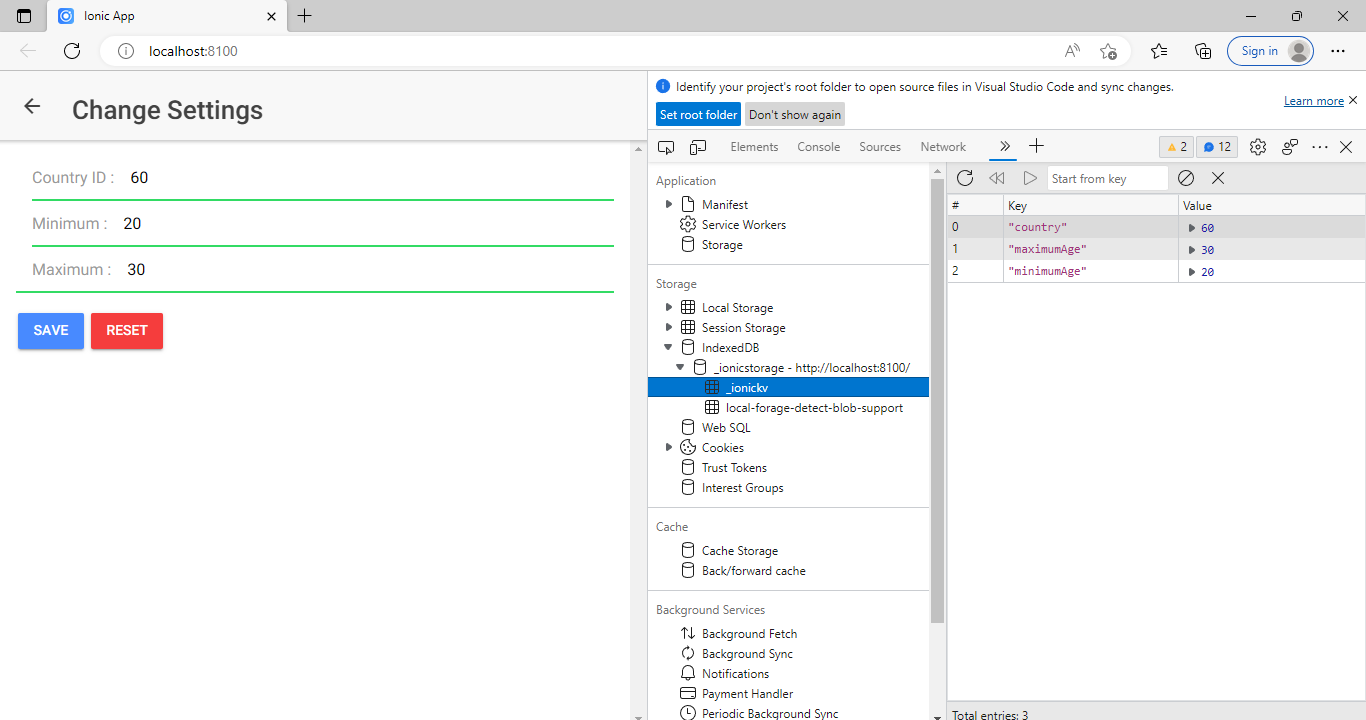 Ionic App
localhost:8100
Sign in
Change Settings
Country ID : 60
Minimum : 20
Maximum : 30
SAVE RESET
Identify your project's root folder to open source files in Visual Studio Code and sync changes.
Learn more
Set root folder Don't show again
Elements Console Sources Network 2 12
Application
Manifest
Service Workers
Storage
Storage
Local Storage
Session Storage
IndexedDB
_ionicstorage - http://localhost:8100/
_ionickv
local-forage-detect-blob-support
Web SQL
Cookies
Trust Tokens
Interest Groups
Cache
Cache Storage
Back/forward cache
Background Services
Background Fetch
Background Sync
Notifications
Payment Handler
Periodic Background Sync
Start from key
# Key Value
0 "country" 60
1 "maximumAge" 30
2 "minimumAge" 20
Total entries: 3